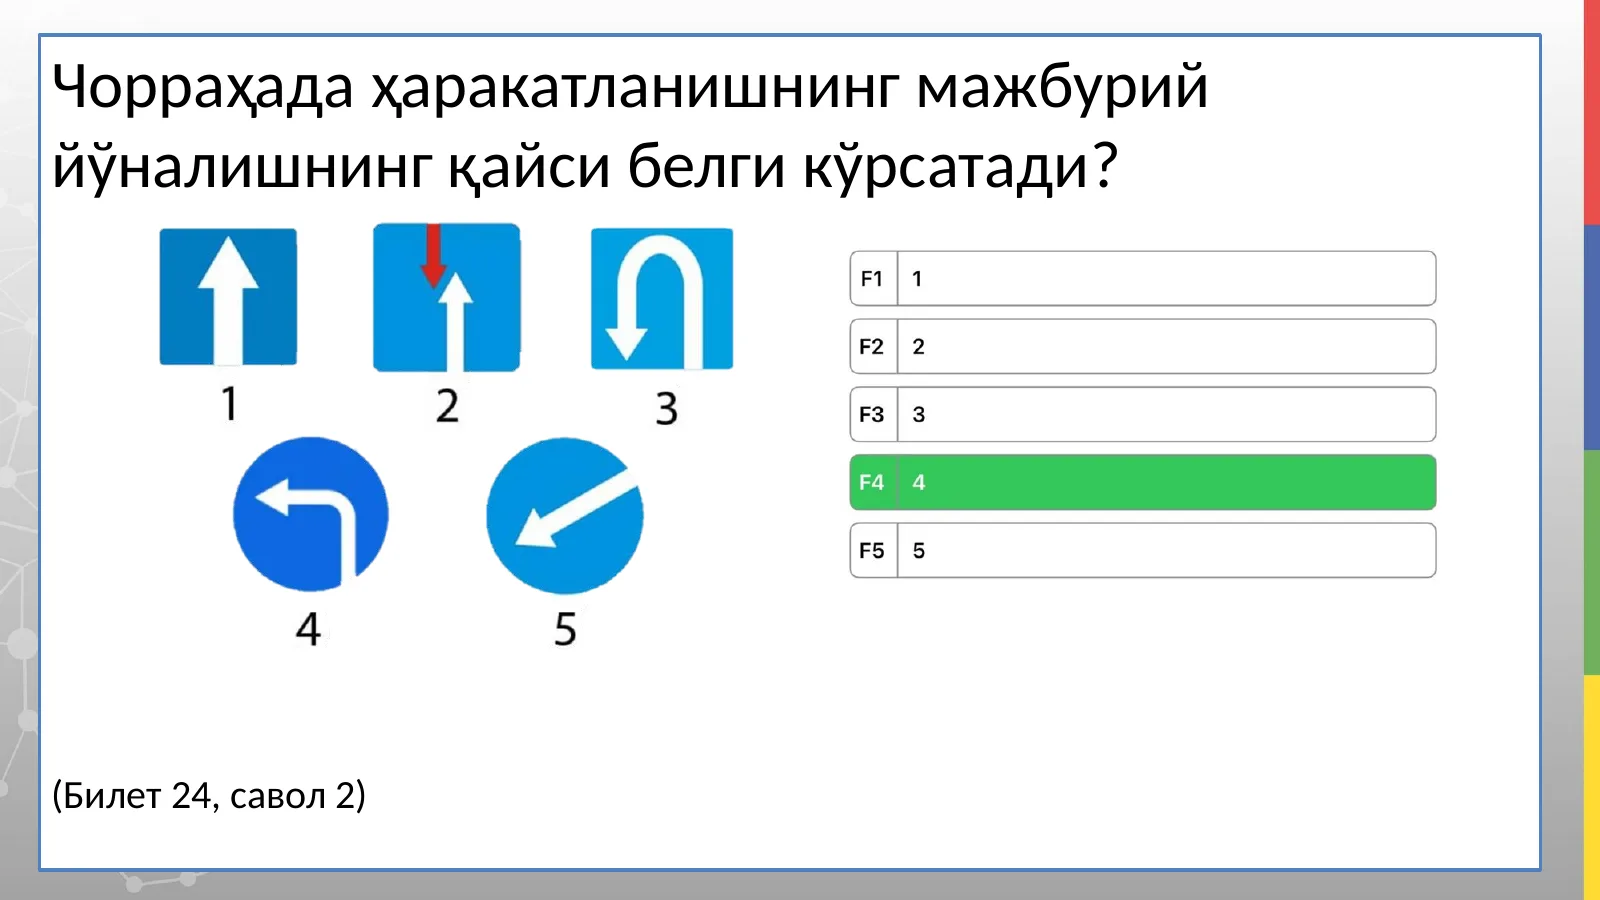 Чорраҳада ҳаракатланишнинг мажбурий
йўналишнинг қайси белги кўрсатади?
1
2
3
4
5
F1 1
F2 2
F3 3
F4 4
F5 5
(Билет 24, савол 2)